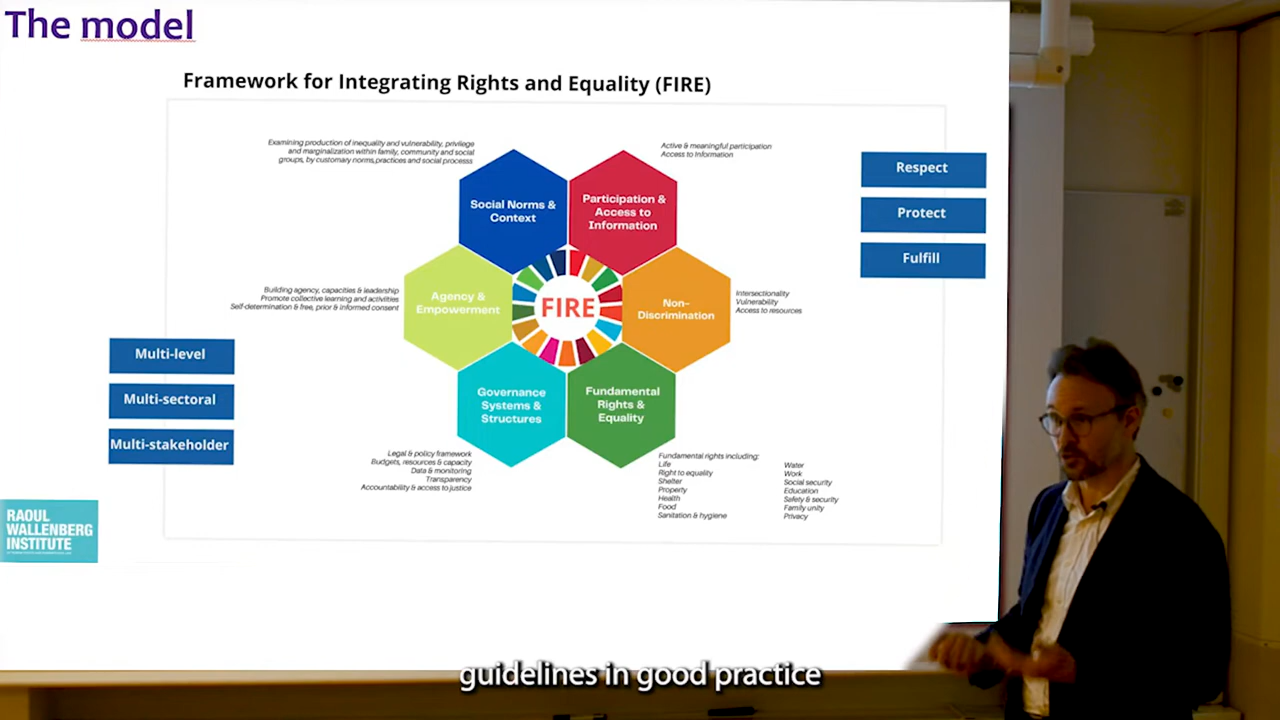 The model
Framework for Integrating Rights and Equality (FIRE)
Examining production of inequality and vulnerability, privilege
and marginalization within family, community and social
groups, by customary norms,practices and social processs
Active & meaningful participation
Access to Information
Social Norms &
Context
Participation &
Access to
Information
Respect
Protect
Fulfill
Building agency, capacities & leadership
Promote collective learning and activities
Self-determination & free, prior & informed consent
Agency &
Empowerment
FIRE
Non-
Discrimination
Intersectionality
Vulnerability
Access to resources
Multi-level
Multi-sectoral
Multi-stakeholder
Governance
Systems &
Structures
Fundamental
Rights &
Equality
Legal & policy framework
Budgets, resources & capacity
Data & monitoring
Transparency
Accountability & access to justice
Fundamental rights including:
Life
Right to equality
Shelter
Property
Health
Food
Sanitation & hygiene
Water
Work
Social security
Education
Safety & security
Family unity
Privacy
RAOUL
WALLENBERG
INSTITUTE
guidelines in good practice